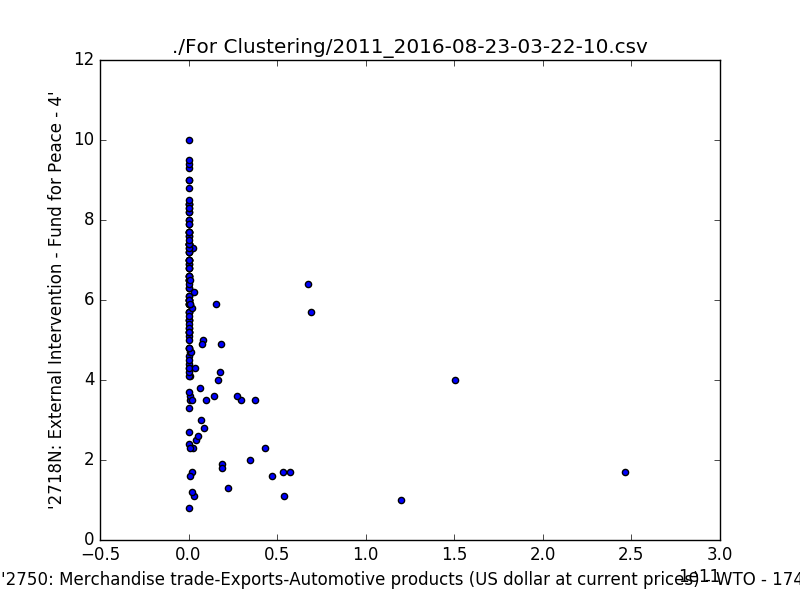 ./For Clustering/2011_2016-08-23-03-22-10.csv
'2718N: External Intervention - Fund for Peace - 4'
12
10
8
6
4
2
0
−0.5 0.0 0.5 1.0 1.5 2.0 2.5 3.0
1e11
'2750: Merchandise trade-Exports-Automotive products (US dollar at current prices) - WTO - 174